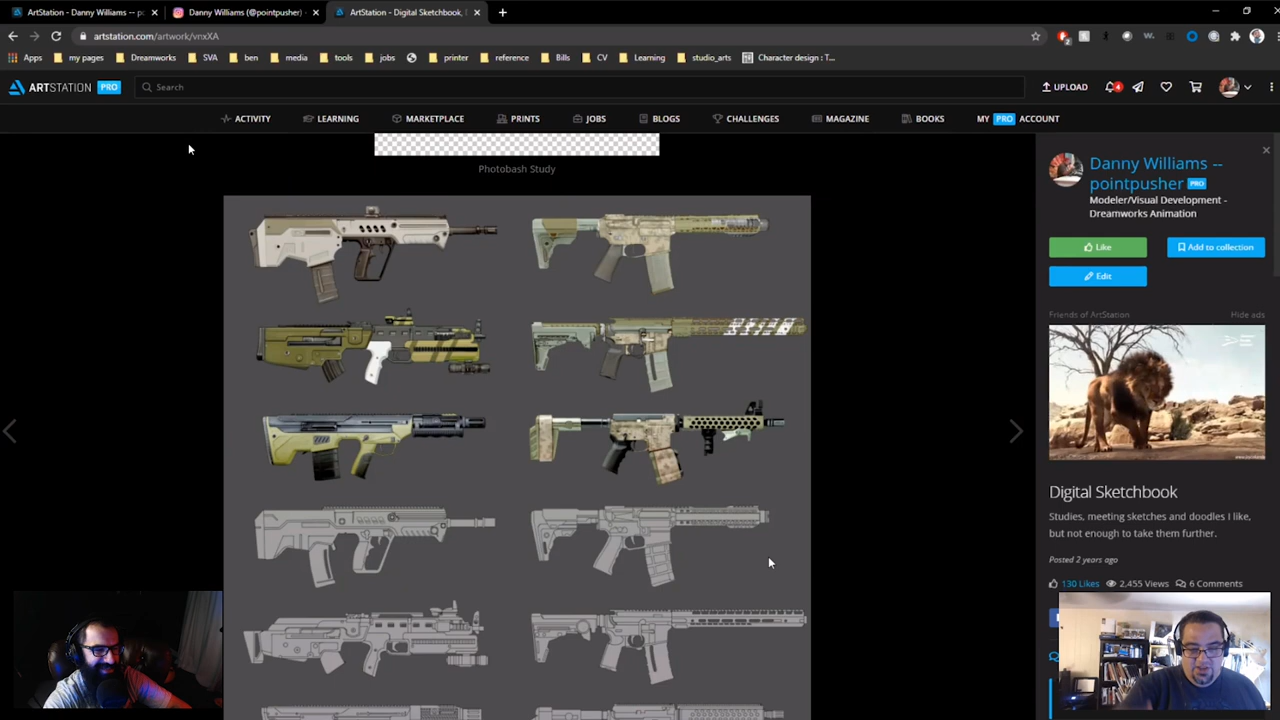 ArtStation - Danny Williams -- p
Danny Williams (@pointpusher)
ArtStation - Digital Sketchbook,
artstation.com/artwork/vnxXA
Apps my pages Dreamworks SVA ben media tools jobs printer reference Bills CV Learning studio_arts Character design : T...
ARTSTATION PRO Search UPLOAD 4
ACTIVITY LEARNING MARKETPLACE PRINTS JOBS BLOGS CHALLENGES MAGAZINE BOOKS MY PRO ACCOUNT
Photobash Study
Danny Williams --
pointpusher PRO
Modeler/Visual Development -
Dreamworks Animation
Like Add to collection
Edit
Friends of ArtStation Hide ads
Digital Sketchbook
Studies, meeting sketches and doodles I like,
but not enough to take them further.
Posted 2 years ago
130 Likes 2,455 Views 6 Comments